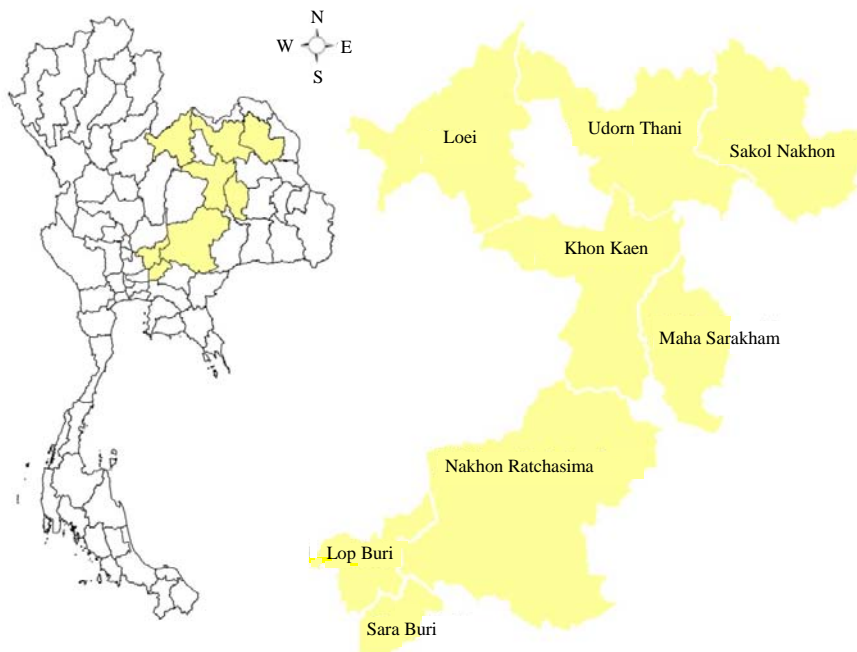 N
W E
S
Loei
Udorn Thani
Sakol Nakhon
Khon Kaen
Maha Sarakham
Nakhon Ratchasima
Lop Buri
Sara Buri